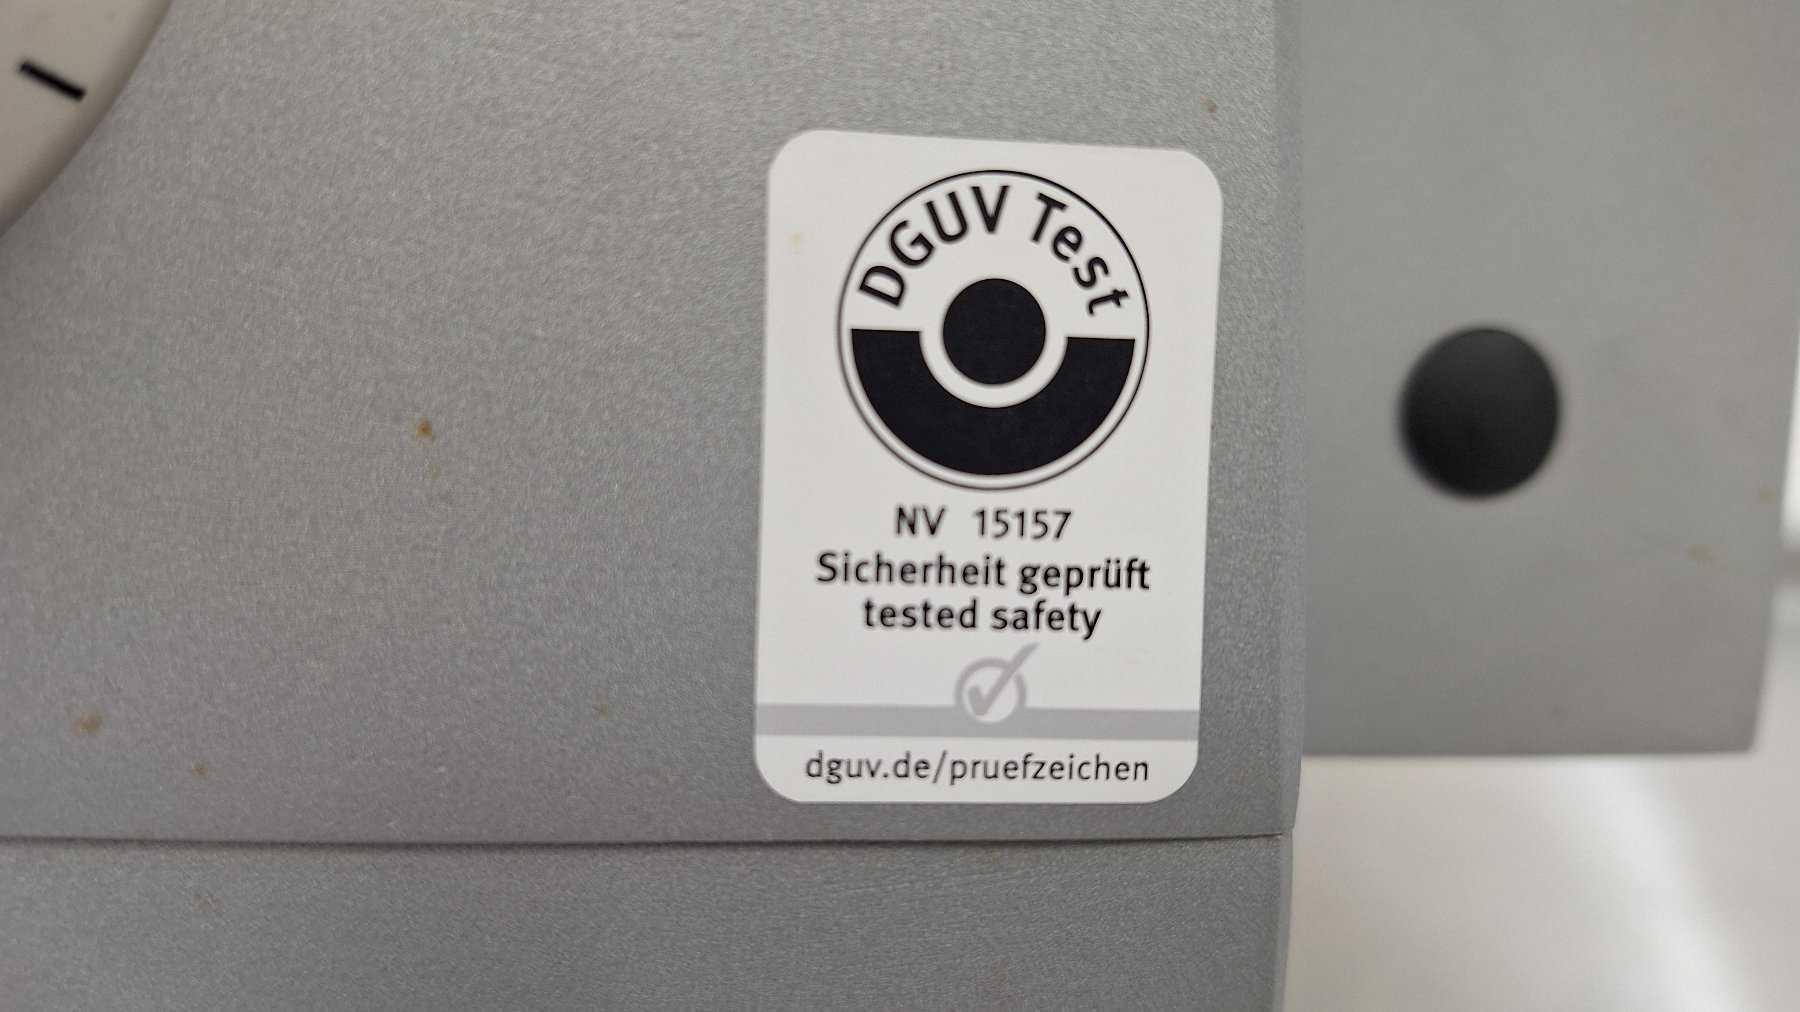 DGUV Test
NV 15157
Sicherheit geprüft
tested safety
dguv.de/pruefzeichen